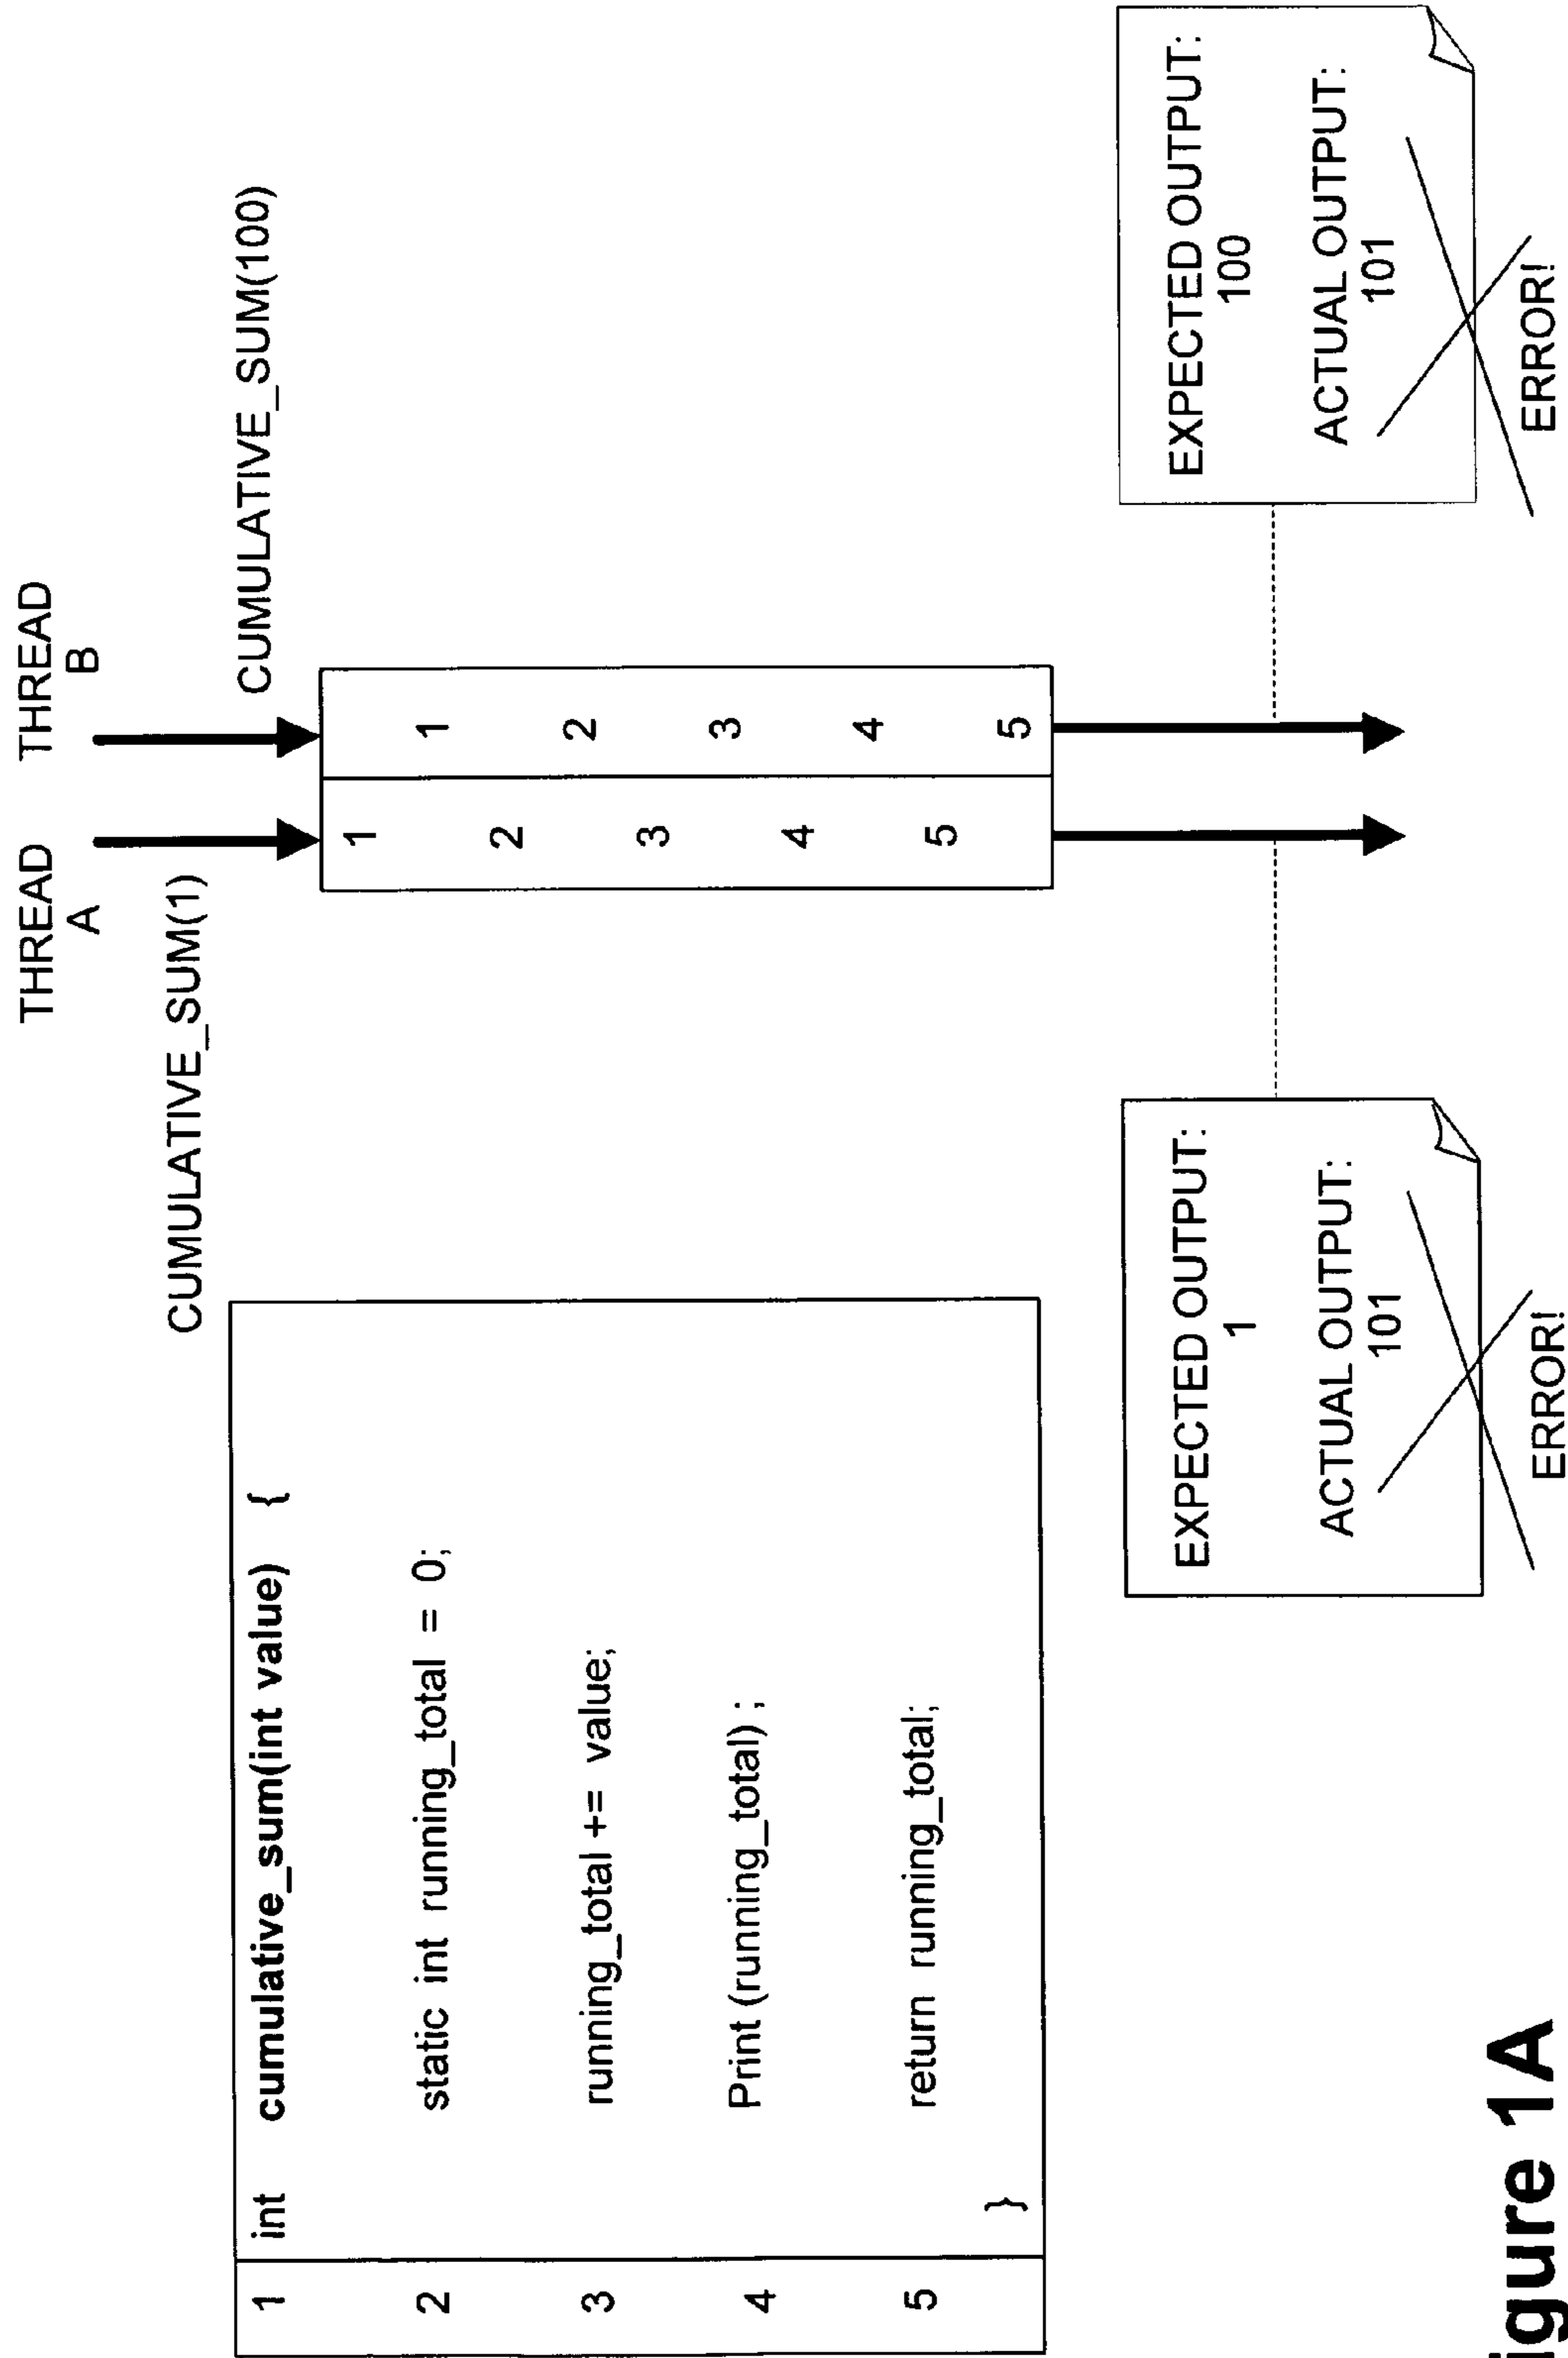 THREAD
A
THREAD
B
CUMULATIVE_SUM(1)
CUMULATIVE_SUM(100)
1 int cumulative_sum(int value) {
2 static int running_total = 0;
3 running_total += value;
4 Print (running_total) ;
5 return running_total;
}
1
2
3
4
5
1
2
3
4
5
EXPECTED OUTPUT:
1
ACTUAL OUTPUT:
101
ERROR!
EXPECTED OUTPUT:
100
ACTUAL OUTPUT:
101
ERROR!
igure 1A